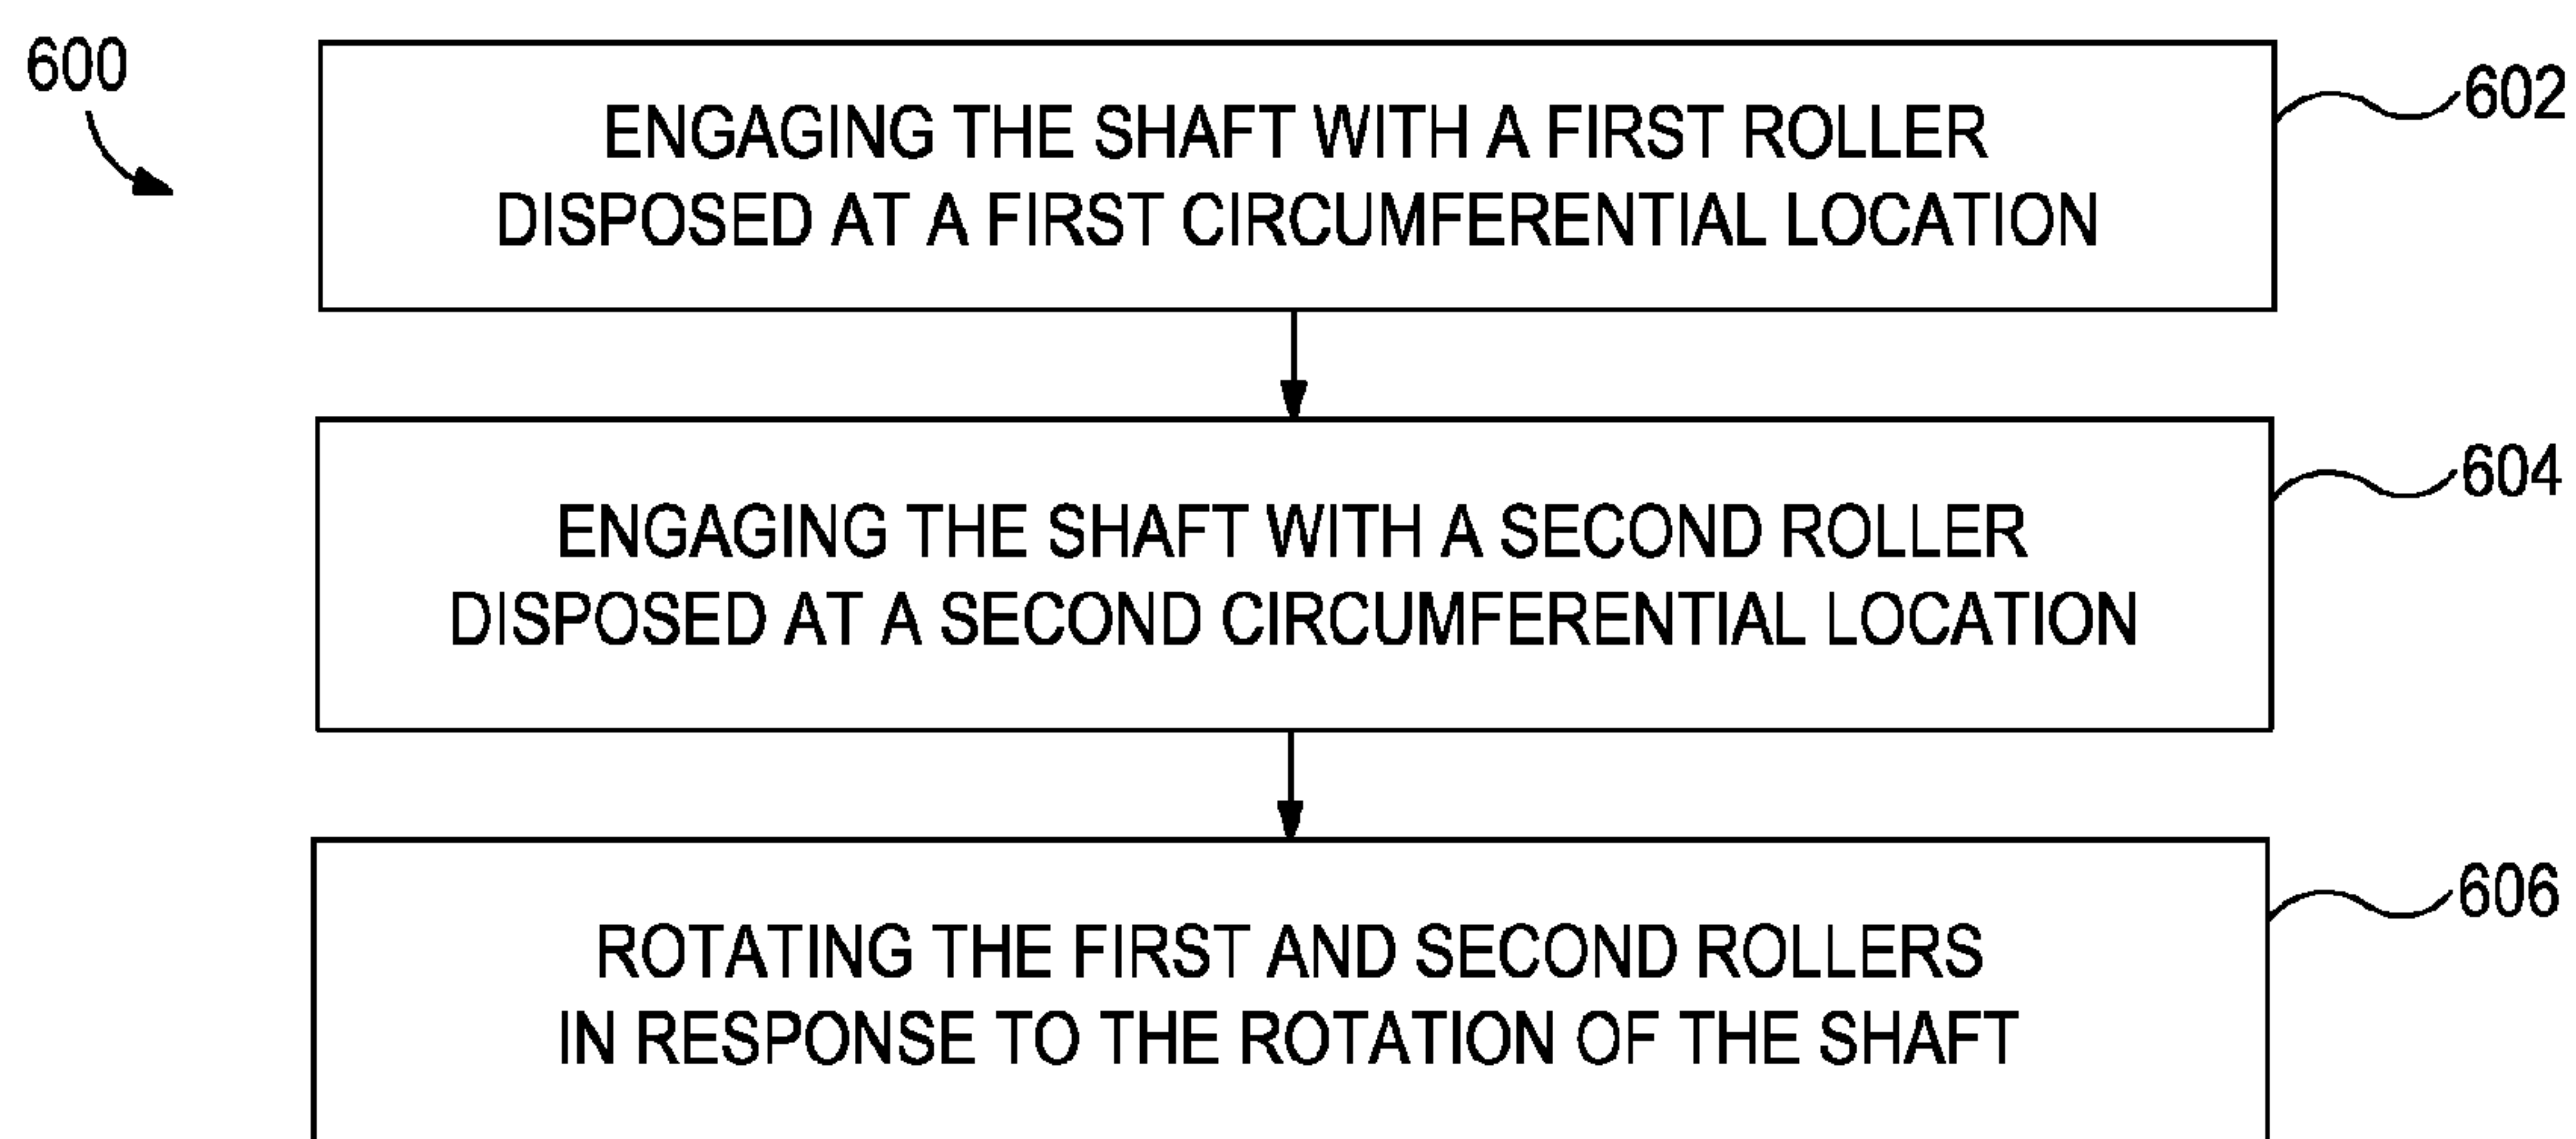 600
ENGAGING THE SHAFT WITH A FIRST ROLLER
DISPOSED AT A FIRST CIRCUMFERENTIAL LOCATION
602
ENGAGING THE SHAFT WITH A SECOND ROLLER
DISPOSED AT A SECOND CIRCUMFERENTIAL LOCATION
604
ROTATING THE FIRST AND SECOND ROLLERS
IN RESPONSE TO THE ROTATION OF THE SHAFT
606